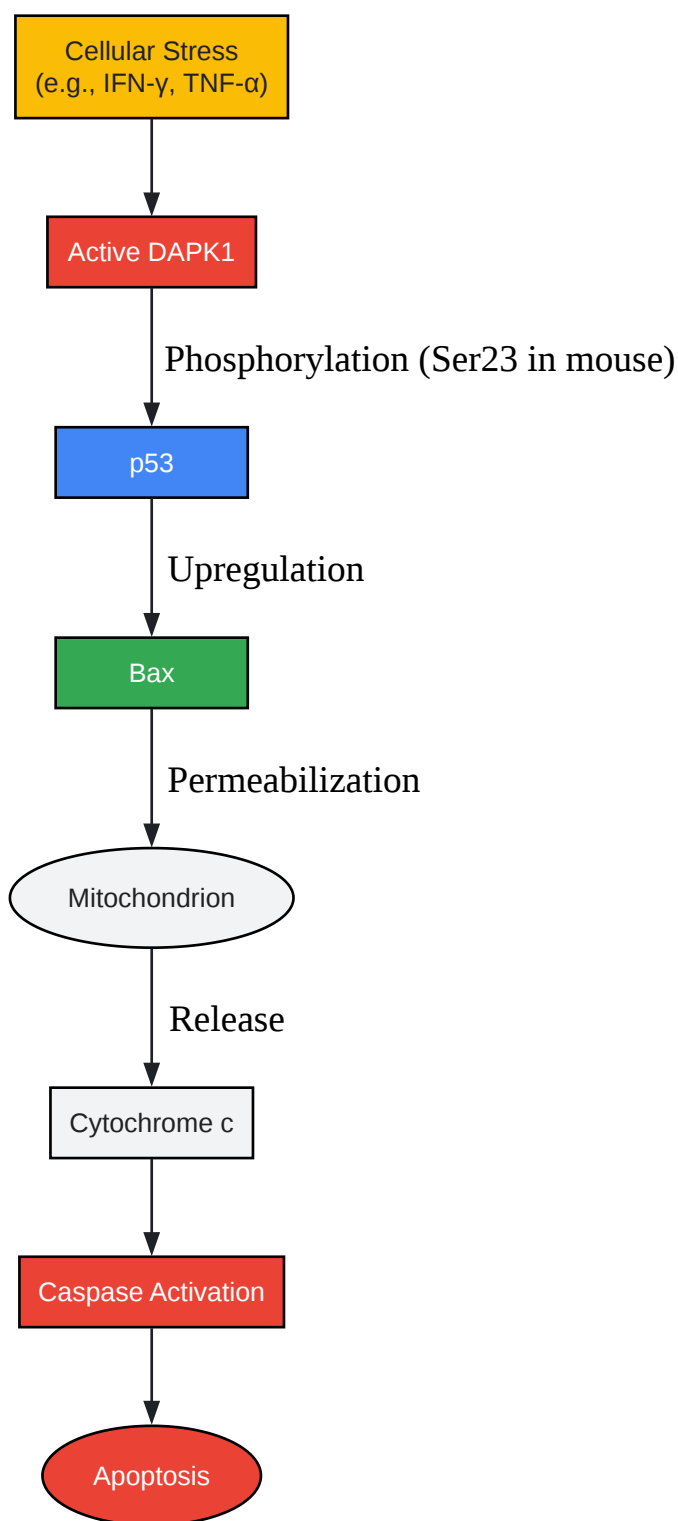 Cellular Stress
(e.g., IFN-γ, TNF-α)
Active DAPK1
Phosphorylation (Ser23 in mouse)
p53
Upregulation
Bax
Permeabilization
Mitochondrion
Release
Cytochrome c
Caspase Activation
Apoptosis